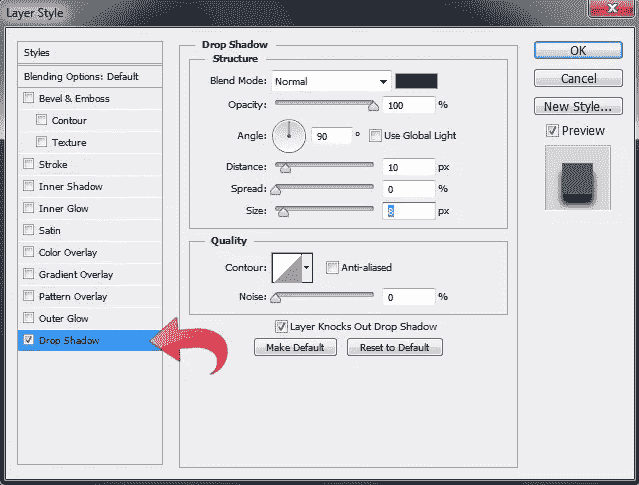 Layer Style
Styles
Blending Options: Default
Bevel & Emboss
Contour
Texture
Stroke
Inner Shadow
Inner Glow
Satin
Color Overlay
Gradient Overlay
Pattern Overlay
Outer Glow
Drop Shadow
Drop Shadow
Structure
Blend Mode: Normal
Opacity: 100 %
Angle: 90 ° Use Global Light
Distance: 10 px
Spread: 0 %
Size: 8 px
Quality
Contour: Anti-aliased
Noise: 0 %
Layer Knocks Out Drop Shadow
Make Default Reset to Default
OK
Cancel
New Style...
Preview